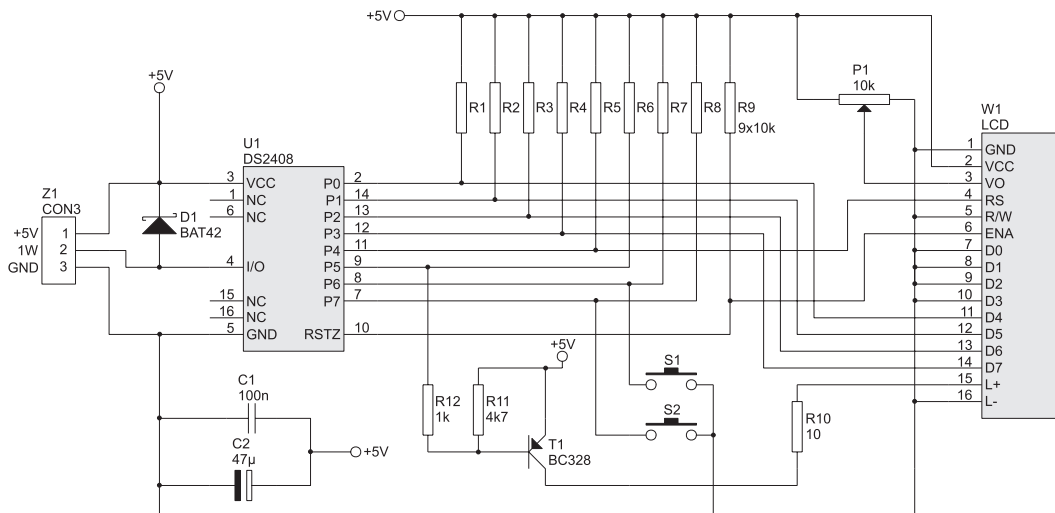 +5V
+5V
P1
10k
W1
LCD
R1 R2 R3 R4 R5 R6 R7 R8 R9
9x10k
U1
DS2408
Z1
CON3
+5V 1
1W 2
GND 3
D1
BAT42
3 VCC
1 NC
6 NC
4 I/O
15 NC
16 NC
5 GND
P0 2
P1 14
P2 13
P3 12
P4 11
P5 9
P6 8
P7 7
RSTZ 10
1 GND
2 VCC
3 VO
4 RS
5 R/W
6 ENA
7 D0
8 D1
9 D2
10 D3
11 D4
12 D5
13 D6
14 D7
15 L+
16 L-
+5V
S1
S2
R12
1k
R11
4k7
T1
BC328
R10
10
C1
100n
C2
47µ
+5V